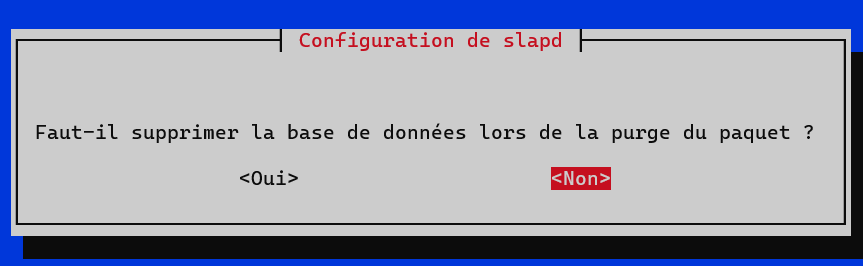 Configuration de slapd
Faut-il supprimer la base de données lors de la purge du paquet ?
<Oui> <Non>